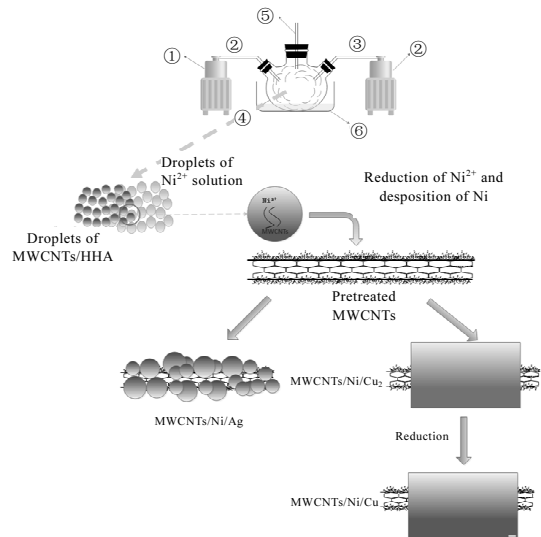 ⑤
① ② ③ ②
④ ⑥
Droplets of
Ni²⁺ solution
Reduction of Ni²⁺ and
desposition of Ni
Ni²⁺
MWCNTs
Droplets of
MWCNTs/HHA
Pretreated
MWCNTs
MWCNTs/Ni/Cu₂
MWCNTs/Ni/Ag
Reduction
MWCNTs/Ni/Cu